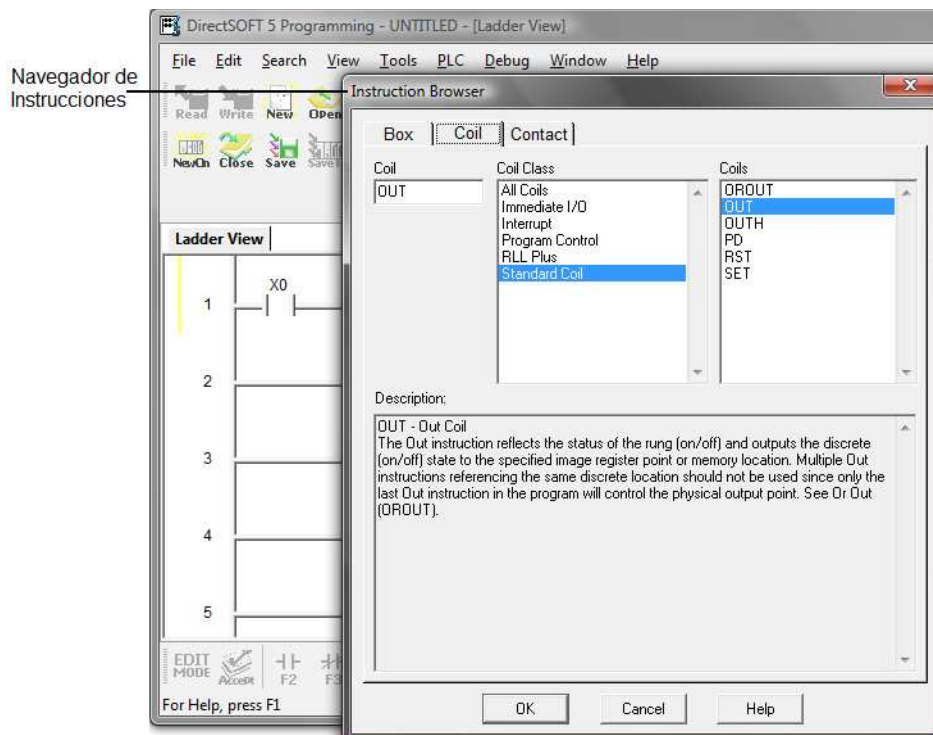 DirectSOFT 5 Programming - UNTITLED - [Ladder View]
File Edit Search View Tools PLC Debug Window Help
Navegador de
Instrucciones
Instruction Browser
Read Write New Open
Box Coil Contact
NewOn Close Save
Coil Coil Class Coils
OUT
All Coils
Immediate I/O
Interrupt
Program Control
RLL Plus
Standard Coil
OROUT
OUT
OUTH
PD
RST
SET
Ladder View
X0
1
2
3
4
5
Description:
OUT - Out Coil
The Out instruction reflects the status of the rung (on/off) and outputs the discrete
(on/off) state to the specified image register point or memory location. Multiple Out
instructions referencing the same discrete location should not be used since only the
last Out instruction in the program will control the physical output point. See Or Out
(OROUT).
EDIT
MODE
Accept F2 F3
For Help, press F1
OK Cancel Help